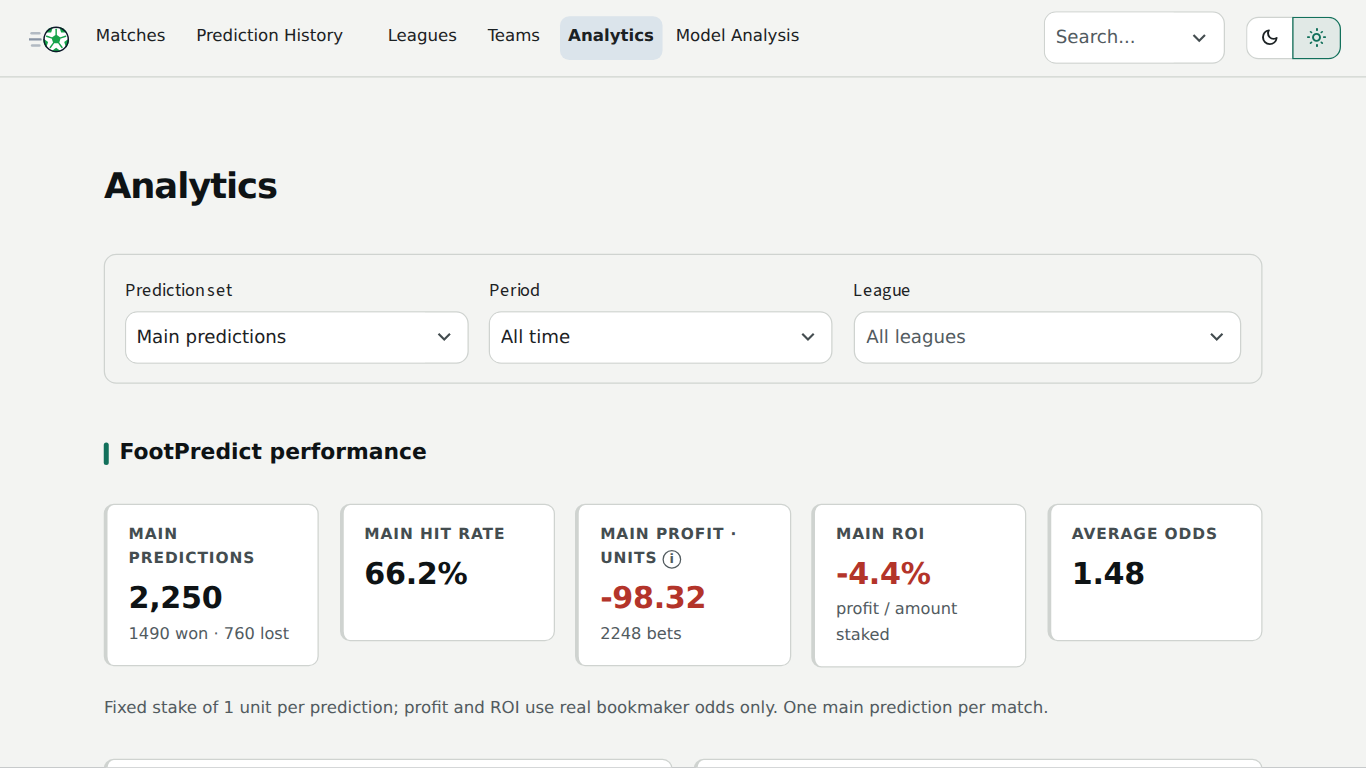 Matches Prediction History Leagues Teams Analytics Model Analysis Search...
Analytics
Prediction set Period League
Main predictions All time All leagues
FootPredict performance
MAIN PREDICTIONS
2,250
1490 won · 760 lost
MAIN HIT RATE
66.2%
MAIN PROFIT ·
UNITS i
-98.32
2248 bets
MAIN ROI
-4.4%
profit / amount
staked
AVERAGE ODDS
1.48
Fixed stake of 1 unit per prediction; profit and ROI use real bookmaker odds only. One main prediction per match.